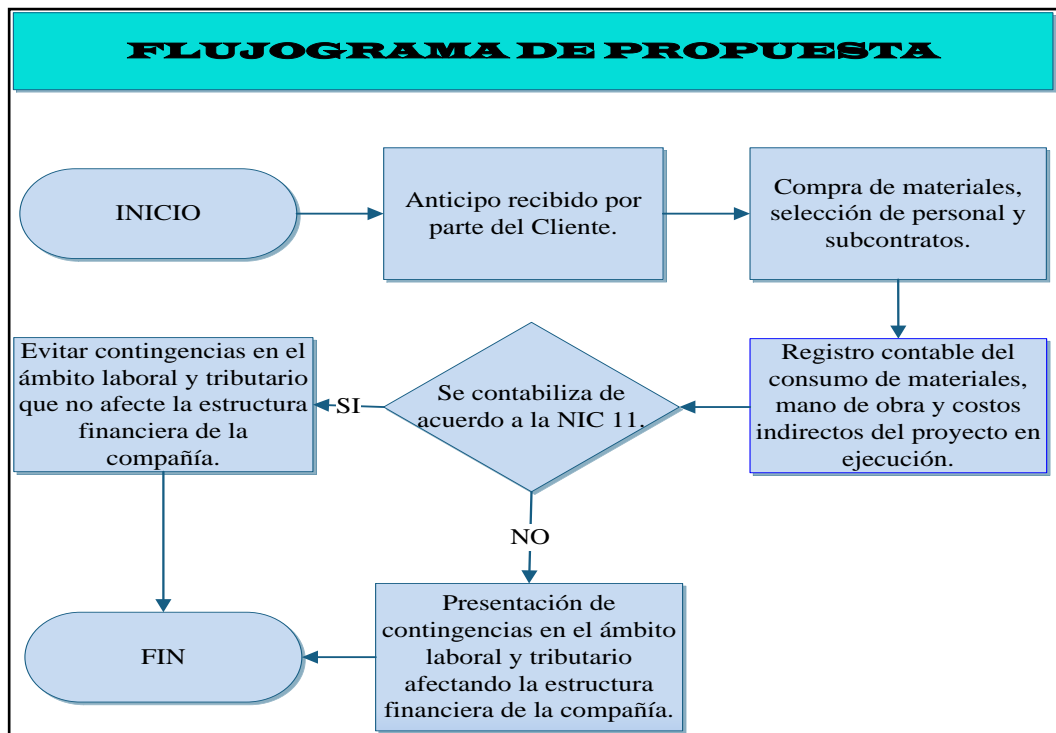 FLUJOGRAMA DE PROPUESTA
INICIO
Anticipo recibido por
parte del Cliente.
Compra de materiales,
selección de personal y
subcontratos.
Registro contable del
consumo de materiales,
mano de obra y costos
indirectos del proyecto en
ejecución.
Se contabiliza de
acuerdo a la NIC 11.
SI
Evitar contingencias en el
ámbito laboral y tributario
que no afecte la estructura
financiera de la
compañía.
NO
Presentación de
contingencias en el ámbito
laboral y tributario
afectando la estructura
financiera de la compañía.
FIN